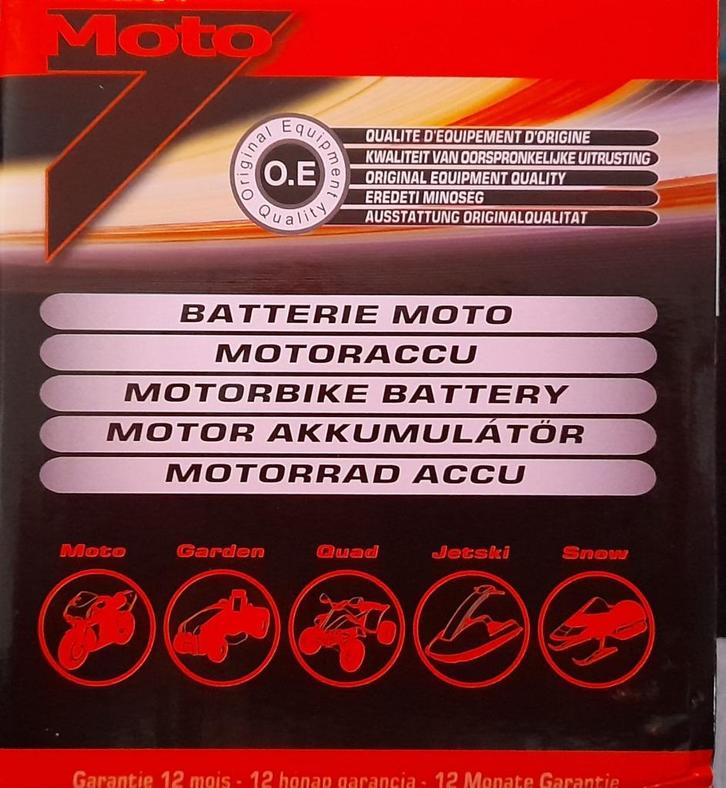 Moto
7
Original Equipment Quality
O.E
QUALITE D'EQUIPEMENT D'ORIGINE
KWALITEIT VAN OORSPRONKELIJKE UITRUSTING
ORIGINAL EQUIPMENT QUALITY
EREDETI MINOSEG
AUSSTATTUNG ORIGINALQUALITAT
BATTERIE MOTO
MOTORACCU
MOTORBIKE BATTERY
MOTOR AKKUMULÁTÖR
MOTORRAD ACCU
Moto Garden Quad Jetski Snow
Garantie 12 mois - 12 honap garancia - 12 Monate Garantie